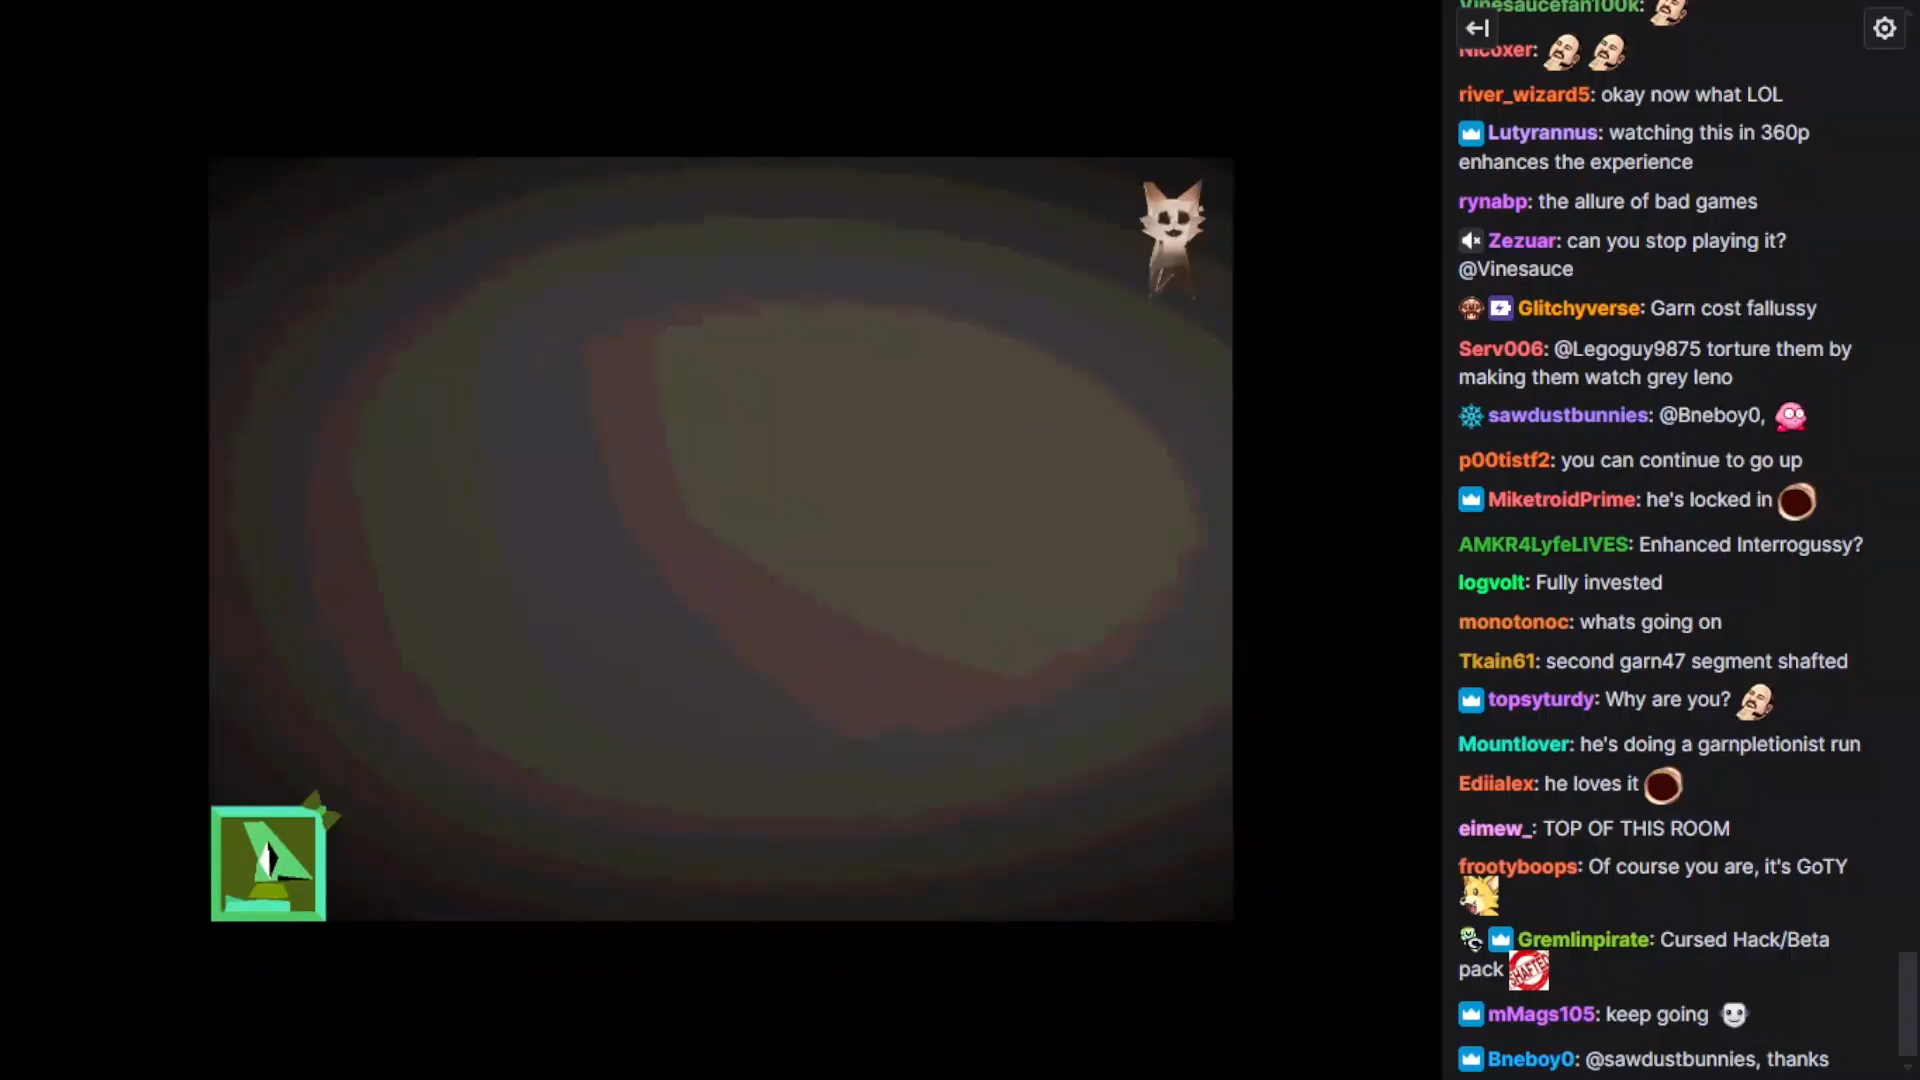 Vinesaucefan100k:
Nicoxer:
river_wizard5: okay now what LOL
Lutyrannus: watching this in 360p
enhances the experience
rynabp: the allure of bad games
Zezuar: can you stop playing it?
@Vinesauce
Glitchyverse: Garn cost fallussy
Serv006: @Legoguy9875 torture them by
making them watch grey leno
sawdustbunnies: @Bneboy0,
p00tistf2: you can continue to go up
MiketroidPrime: he's locked in
AMKR4LyfeLIVES: Enhanced Interrogussy?
logvolt: Fully invested
monotonoc: whats going on
Tkain61: second garn47 segment shafted
topsyturdy: Why are you?
Mountlover: he's doing a garnpletionist run
Ediialex: he loves it
eimew_: TOP OF THIS ROOM
frootyboops: Of course you are, it's GoTY
Gremlinpirate: Cursed Hack/Beta
pack SHAFTED
mMags105: keep going
Bneboy0: @sawdustbunnies, thanks